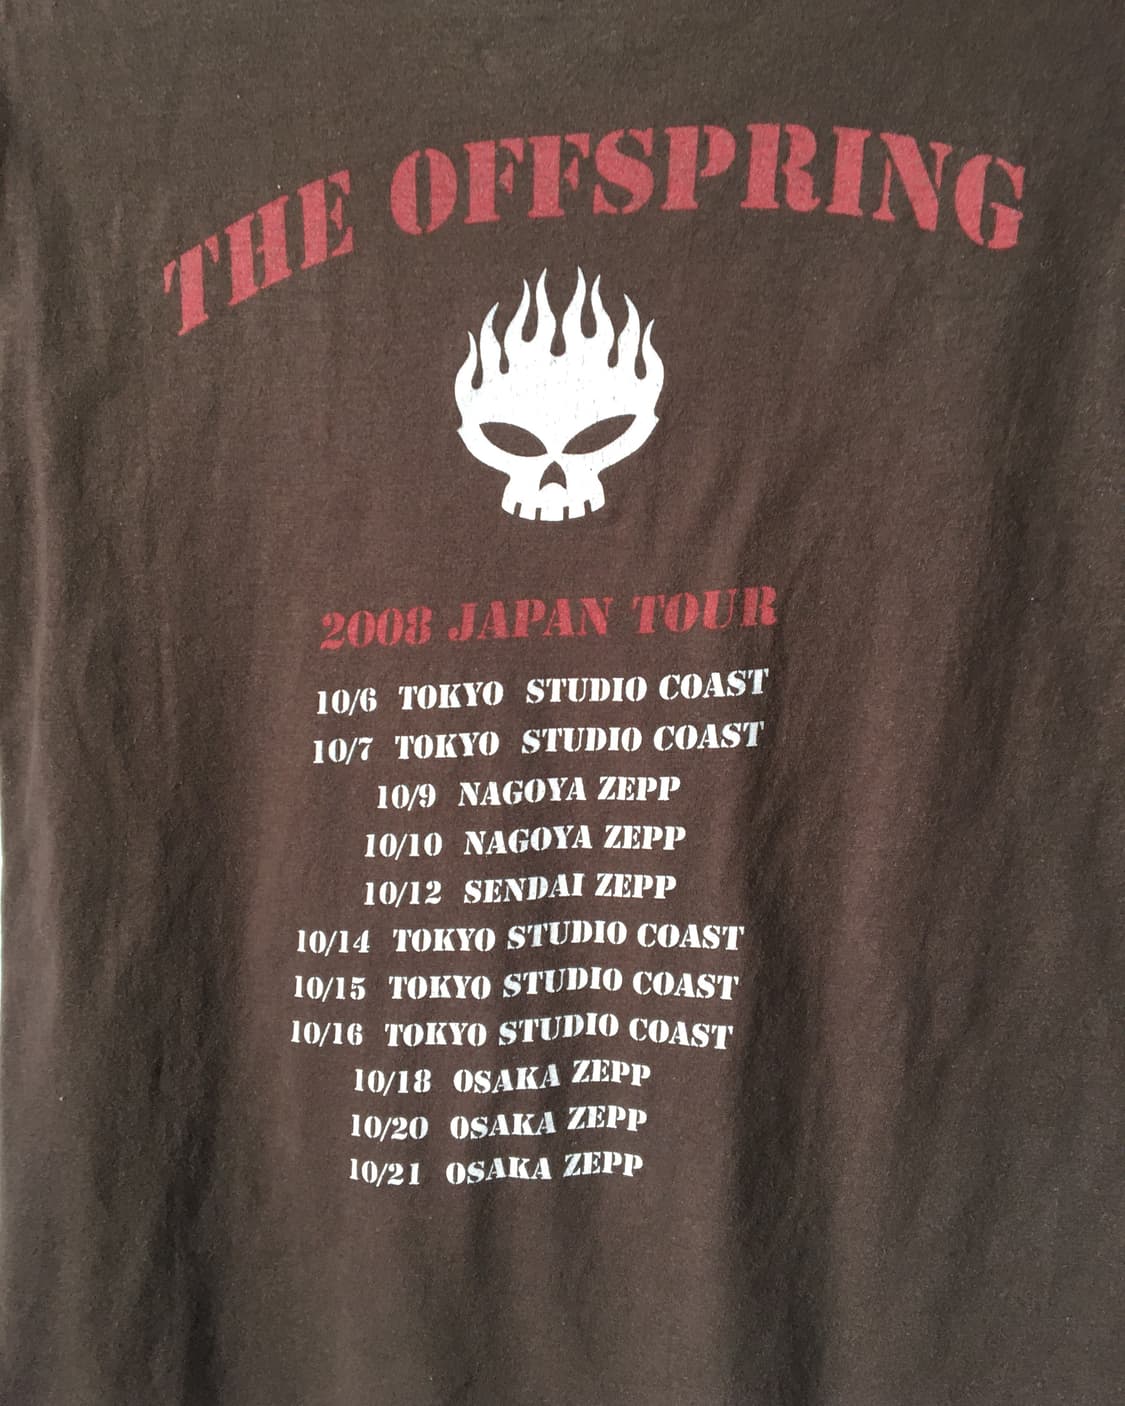 THE OFFSPRING
2008 JAPAN TOUR
10/6 TOKYO STUDIO COAST
10/7 TOKYO STUDIO COAST
10/9 NAGOYA ZEPP
10/10 NAGOYA ZEPP
10/12 SENDAI ZEPP
10/14 TOKYO STUDIO COAST
10/15 TOKYO STUDIO COAST
10/16 TOKYO STUDIO COAST
10/18 OSAKA ZEPP
10/20 OSAKA ZEPP
10/21 OSAKA ZEPP